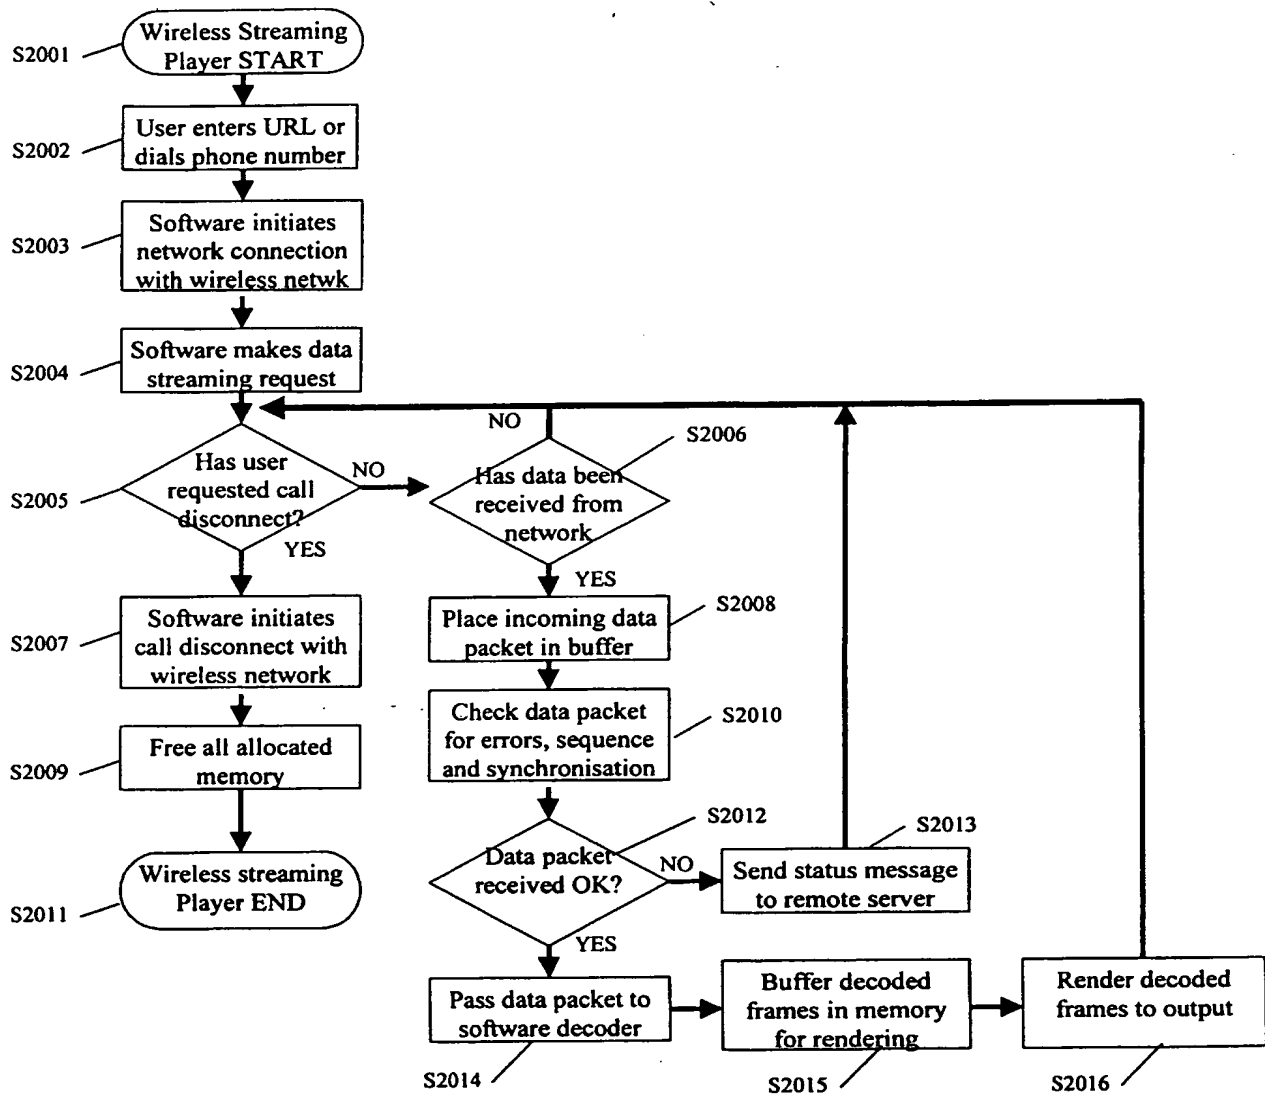 S2001
Wireless Streaming
Player START
S2002
User enters URL or
dials phone number
S2003
Software initiates
network connection
with wireless netwk
S2004
Software makes data
streaming request
S2005
Has user
requested call
disconnect?
NO
YES
NO
S2006
Has data been
received from
network
YES
S2007
Software initiates
call disconnect with
wireless network
S2008
Place incoming data
packet in buffer
S2009
Free all allocated
memory
S2010
Check data packet
for errors, sequence
and synchronisation
S2011
Wireless streaming
Player END
S2012
Data packet
received OK?
NO
YES
S2013
Send status message
to remote server
Pass data packet to
software decoder
S2014
Buffer decoded
frames in memory
for rendering
S2015
Render decoded
frames to output
S2016